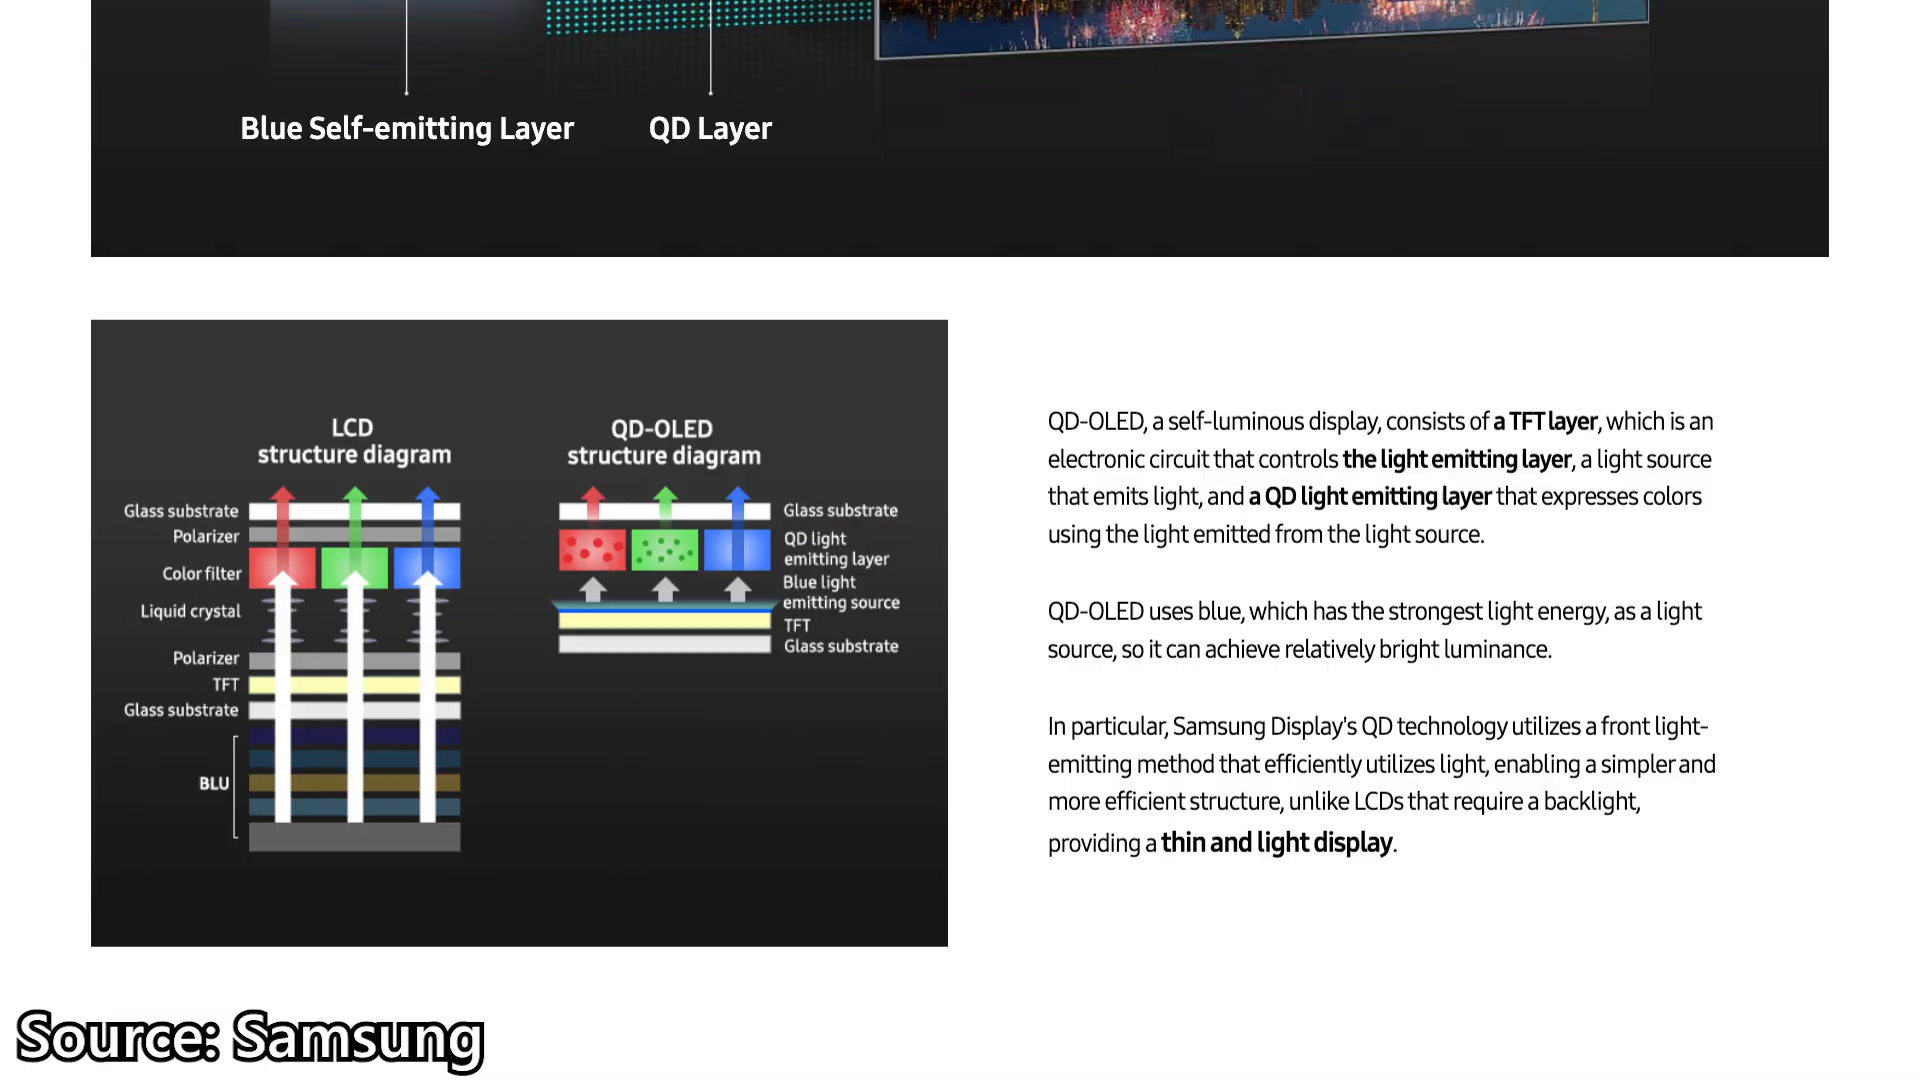 Blue Self-emitting Layer
QD Layer
LCD
structure diagram
Glass substrate
Polarizer
Color filter
Liquid crystal
Polarizer
TFT
Glass substrate
BLU
QD-OLED
structure diagram
Glass substrate
QD light
emitting layer
Blue light
emitting source
TFT
Glass substrate
QD-OLED, a self-luminous display, consists of a TFT layer, which is an
electronic circuit that controls the light emitting layer, a light source
that emits light, and a QD light emitting layer that expresses colors
using the light emitted from the light source.
QD-OLED uses blue, which has the strongest light energy, as a light
source, so it can achieve relatively bright luminance.
In particular, Samsung Display's QD technology utilizes a front light-
emitting method that efficiently utilizes light, enabling a simpler and
more efficient structure, unlike LCDs that require a backlight,
providing a thin and light display.
Source: Samsung